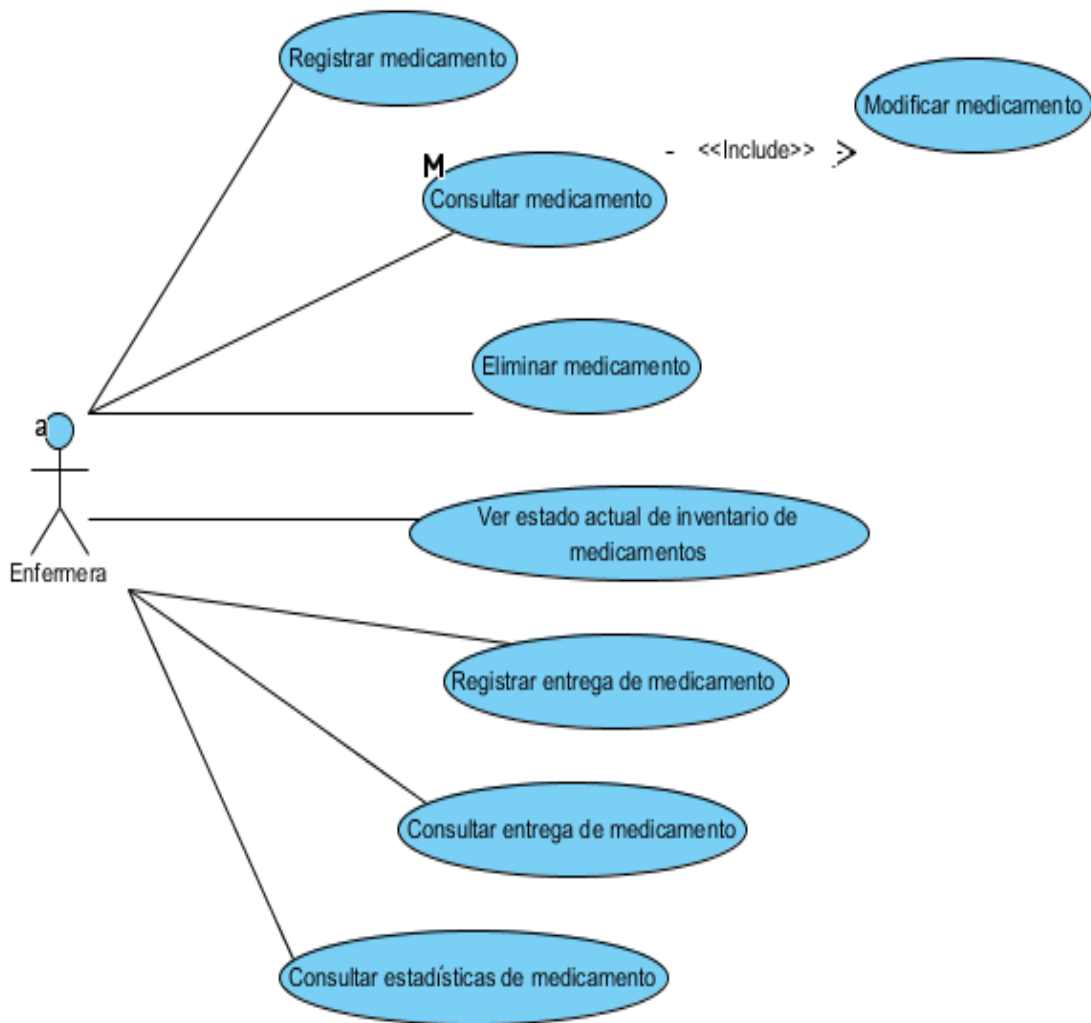 Registrar medicamento
Modificar medicamento
<<Include>>
M
Consultar medicamento
Eliminar medicamento
a
Ver estado actual de inventario de
medicamentos
Enfermera
Registrar entrega de medicamento
Consultar entrega de medicamento
Consultar estadísticas de medicamento